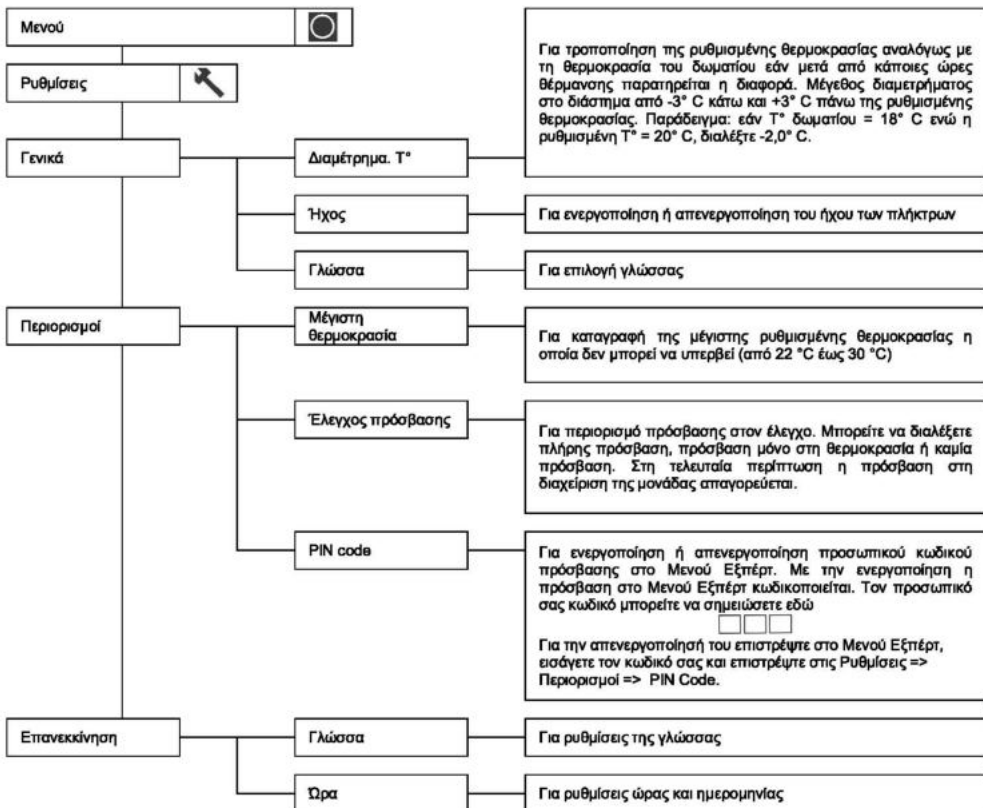 Μενού
Ρυθμίσεις
Για τροποποίηση της ρυθμισμένης θερμοκρασίας αναλόγως με
τη θερμοκρασία του δωματίου εάν μετά από κάποιες ώρες
θέρμανσης παρατηρείται η διαφορά. Μέγεθος διαμετρήματος
στο διάστημα από -3° C κάτω και +3° C πάνω της ρυθμισμένης
θερμοκρασίας. Παράδειγμα: εάν Τ° δωματίου = 18° C ενώ η
ρυθμισμένη Τ° = 20° C, διαλέξτε -2,0° C.
Γενικά
Διαμέτρημα. Τ°
Ήχος
Για ενεργοποίηση ή απενεργοποίηση του ήχου των πλήκτρων
Γλώσσα
Για επιλογή γλώσσας
Περιορισμοί
Μέγιστη
θερμοκρασία
Για καταγραφή της μέγιστης ρυθμισμένης θερμοκρασίας η
οποία δεν μπορεί να υπερβεί (από 22 °C έως 30 °C)
Έλεγχος πρόσβασης
Για περιορισμό πρόσβασης στον έλεγχο. Μπορείτε να διαλέξετε
πλήρης πρόσβαση, πρόσβαση μόνο στη θερμοκρασία ή καμία
πρόσβαση. Στη τελευταία περίπτωση η πρόσβαση στη
διαχείριση της μονάδας απαγορεύεται.
PIN code
Για ενεργοποίηση ή απενεργοποίηση προσωπικού κωδικού
πρόσβασης στο Μενού Εξπέρτ. Με την ενεργοποίηση η
πρόσβαση στο Μενού Εξπέρτ κωδικοποιείται. Τον προσωπικό
σας κωδικό μπορείτε να σημειώσετε εδώ
Για την απενεργοποίησή του επιστρέψτε στο Μενού Εξπέρτ,
εισάγετε τον κωδικό σας και επιστρέψτε στις Ρυθμίσεις =>
Περιορισμοί => PIN Code.
Επανεκκίνηση
Γλώσσα
Για ρυθμίσεις της γλώσσας
Ώρα
Για ρυθμίσεις ώρας και ημερομηνίας